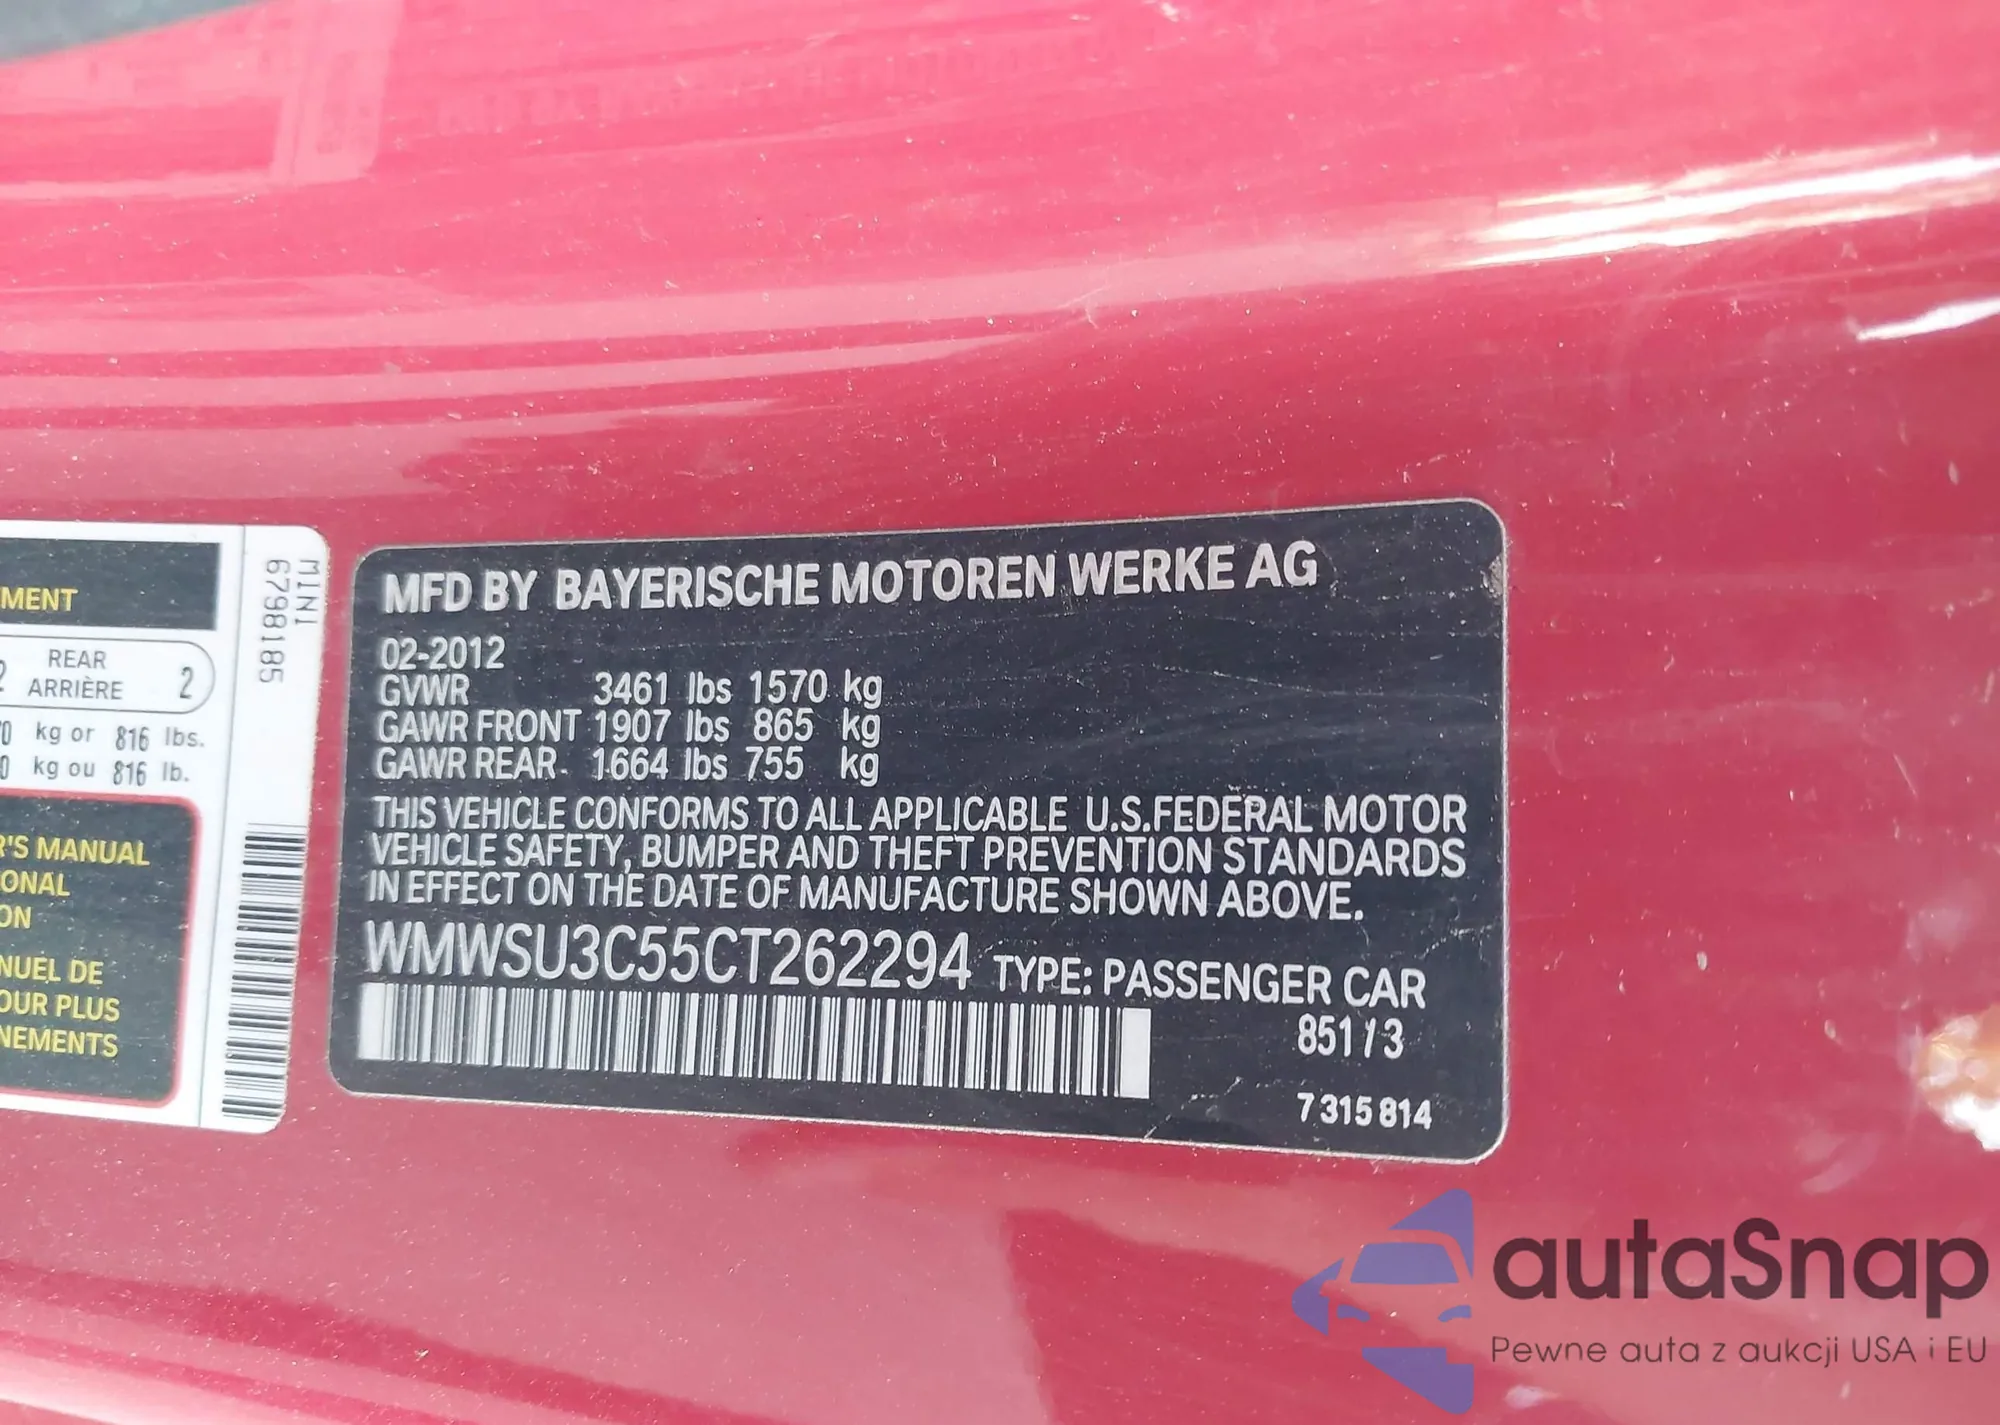 MFD BY BAYERISCHE MOTOREN WERKE AG
02-2012
GVWR 3461 lbs 1570 kg
GAWR FRONT 1907 lbs 865 kg
GAWR REAR 1664 lbs 755 kg
THIS VEHICLE CONFORMS TO ALL APPLICABLE U.S.FEDERAL MOTOR
VEHICLE SAFETY, BUMPER AND THEFT PREVENTION STANDARDS
IN EFFECT ON THE DATE OF MANUFACTURE SHOWN ABOVE.
WMWSU3C55CT262294 TYPE: PASSENGER CAR
851 / 3
7 315 814
MENT
REAR
ARRIÈRE 2
kg or 816 lbs.
kg ou 816 lb.
R'S MANUAL
ONAL
ON
NUEL DE
OUR PLUS
NEMENTS
MINI
6798185
autaSnap
Pewne auta z aukcji USA i EU